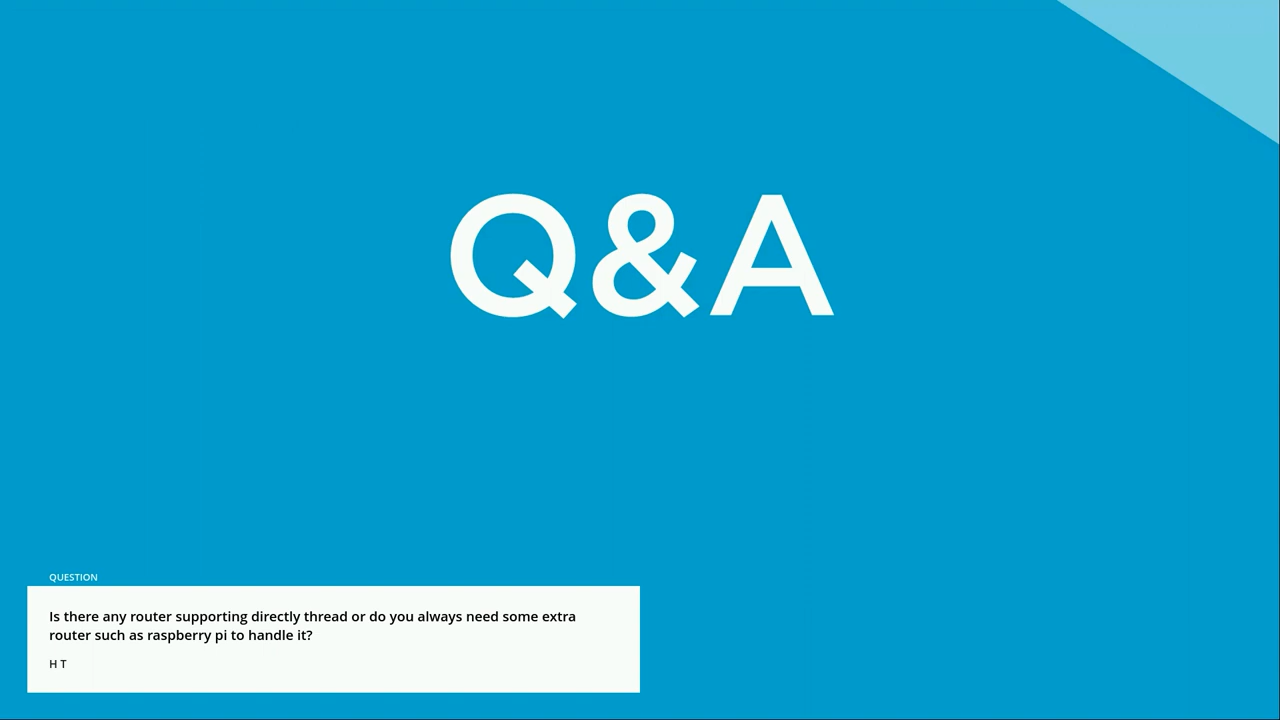 Q&A
QUESTION
Is there any router supporting directly thread or do you always need some extra
router such as raspberry pi to handle it?
H T